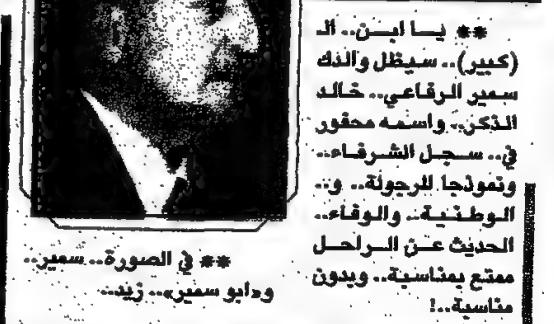 ** يا ابن.. الـ
(كبير).. سيظل والدك
سمير الرفاعي.. خالد
الذكر.. واسمه محفور
في.. سجل الشرفاء..
ونموذجا للرجولة.. و..
الوطنية.. والوفاء..
الحديث عن الراحل
ممتع بمناسبة.. وبدون
مناسبة..!
** في الصورة.. سمير..
و«ابو سمير».. زيد..